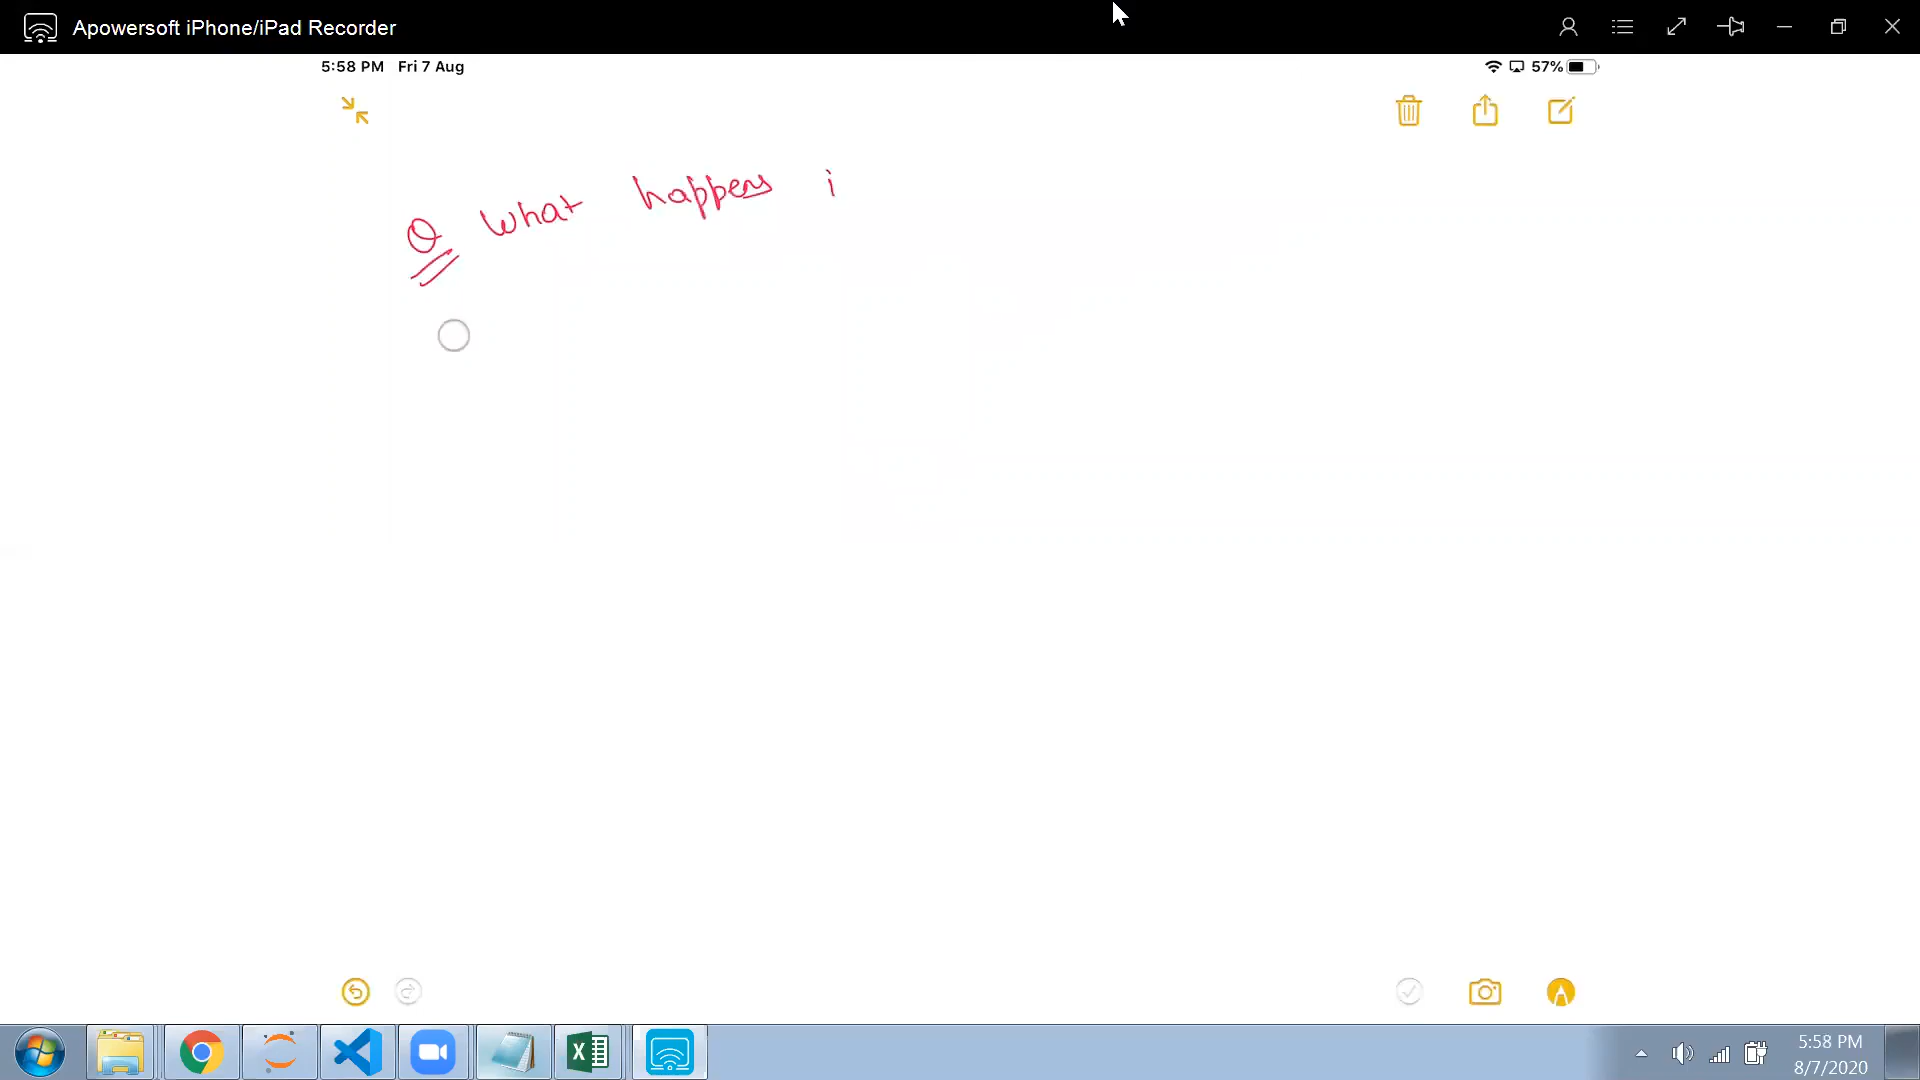 Apowersoft iPhone/iPad Recorder
5:58 PM Fri 7 Aug
57%
Q What happens i
5:58 PM
8/7/2020